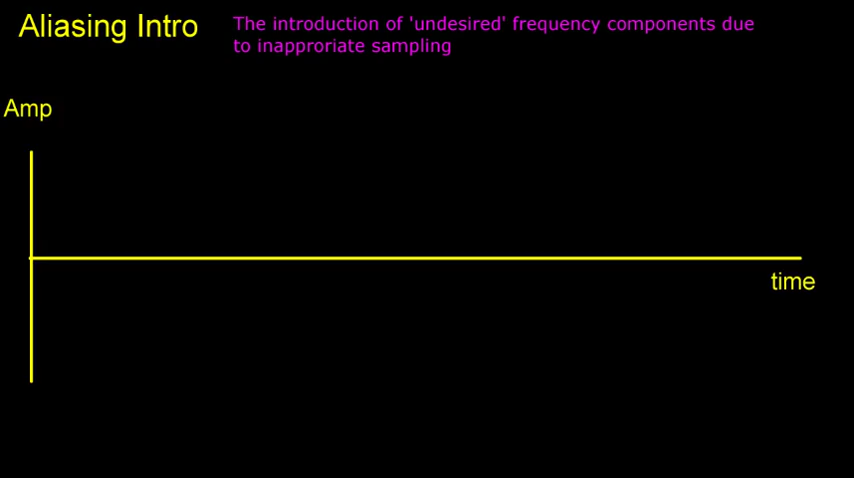 Aliasing Intro
The introduction of 'undesired' frequency components due
to inapproriate sampling
Amp
time